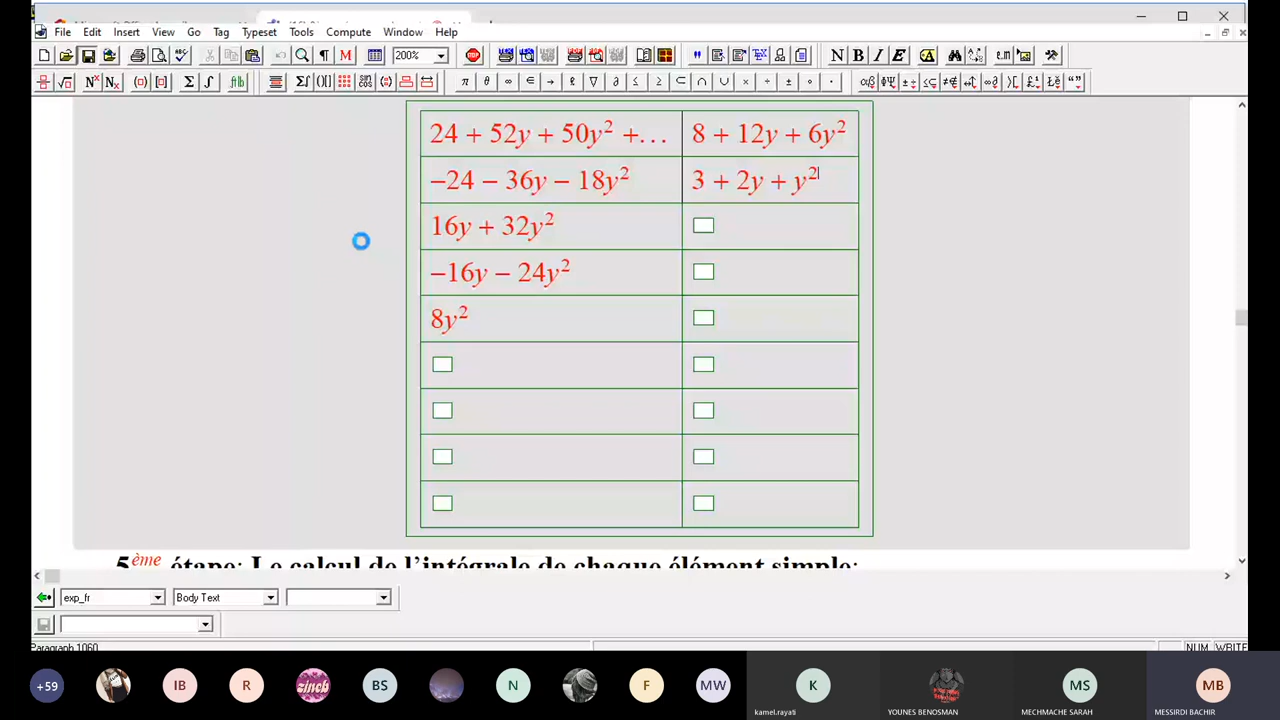 File Edit Insert View Go Tag Typeset Tools Compute Window Help
200%
24 + 52y + 50y² +… 8 + 12y + 6y²
−24 − 36y − 18y² 3 + 2y + y²
16y + 32y²
−16y − 24y²
8y²
5ème étape: Le calcul de l'intégrale de chaque élément simple:
exp_fr Body Text
Paragraph 1060 NUM WRITE
+59 IB R zineb BS N F MW K MS MB
kamel.rayati YOUNES BENOSMAN MECHMACHE SARAH MESSIRDI BACHIR